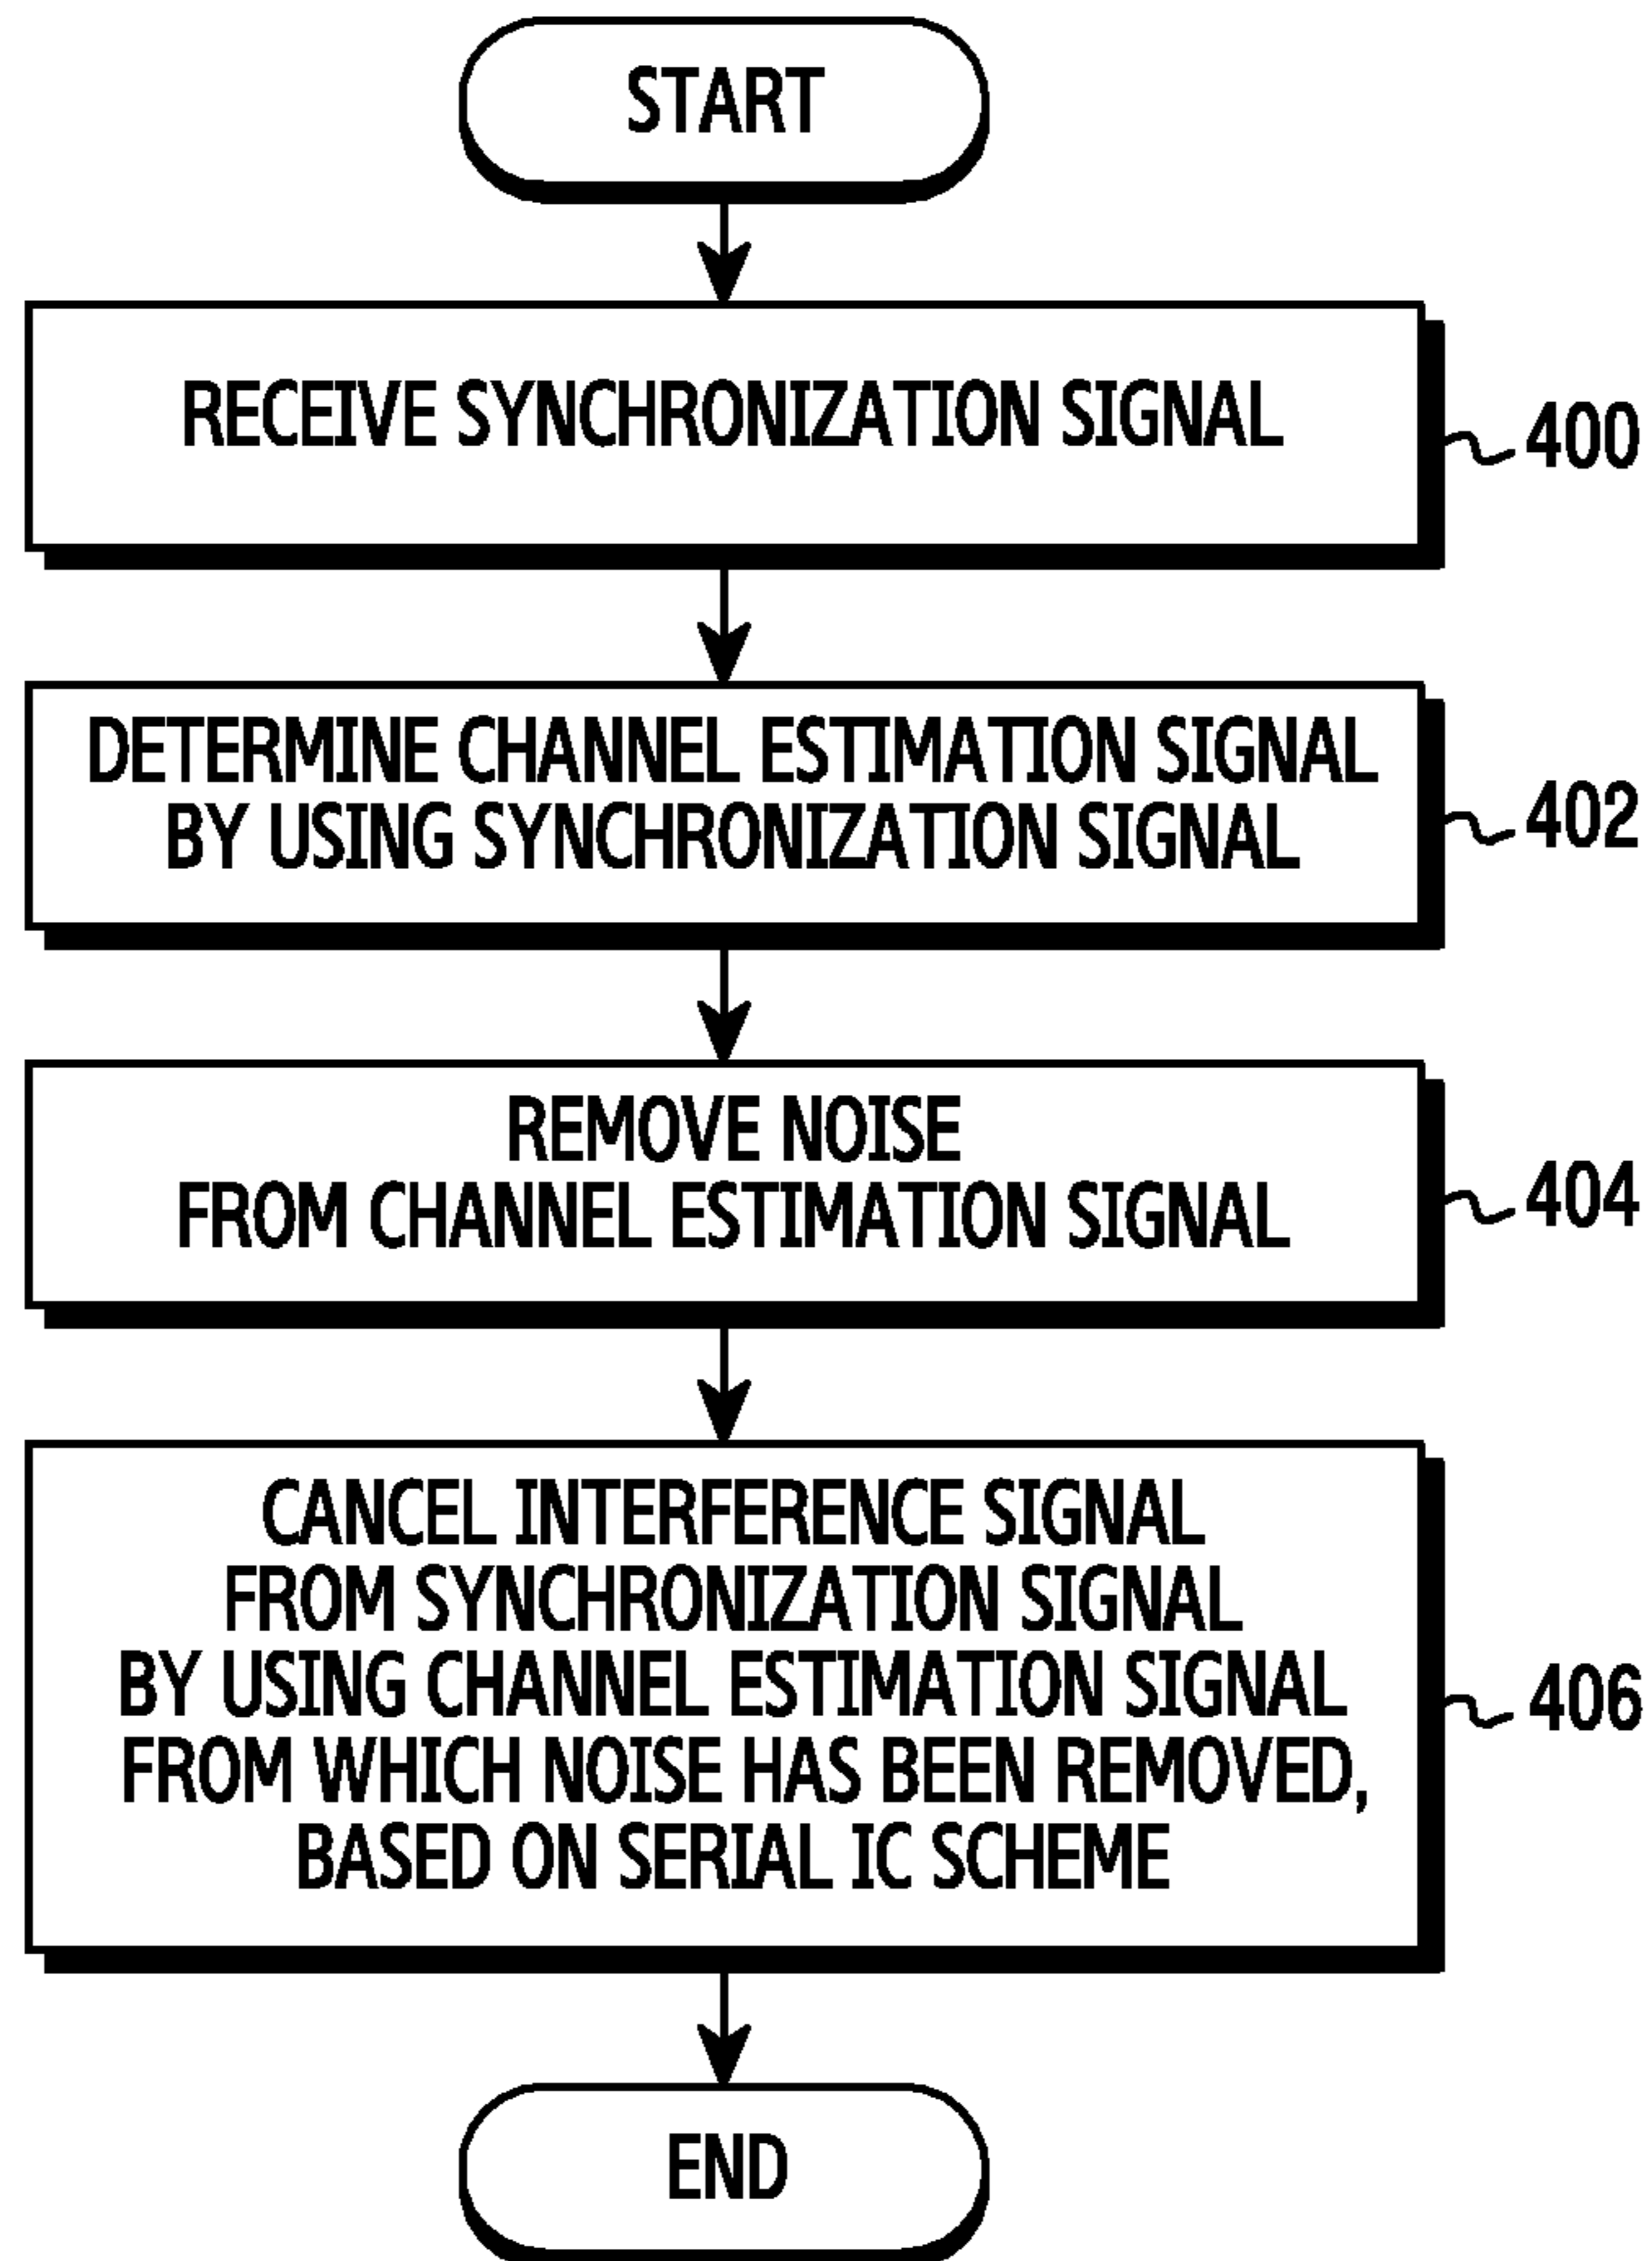 START
RECEIVE SYNCHRONIZATION SIGNAL
400
DETERMINE CHANNEL ESTIMATION SIGNAL
BY USING SYNCHRONIZATION SIGNAL
402
REMOVE NOISE
FROM CHANNEL ESTIMATION SIGNAL
404
CANCEL INTERFERENCE SIGNAL
FROM SYNCHRONIZATION SIGNAL
BY USING CHANNEL ESTIMATION SIGNAL
FROM WHICH NOISE HAS BEEN REMOVED,
BASED ON SERIAL IC SCHEME
406
END